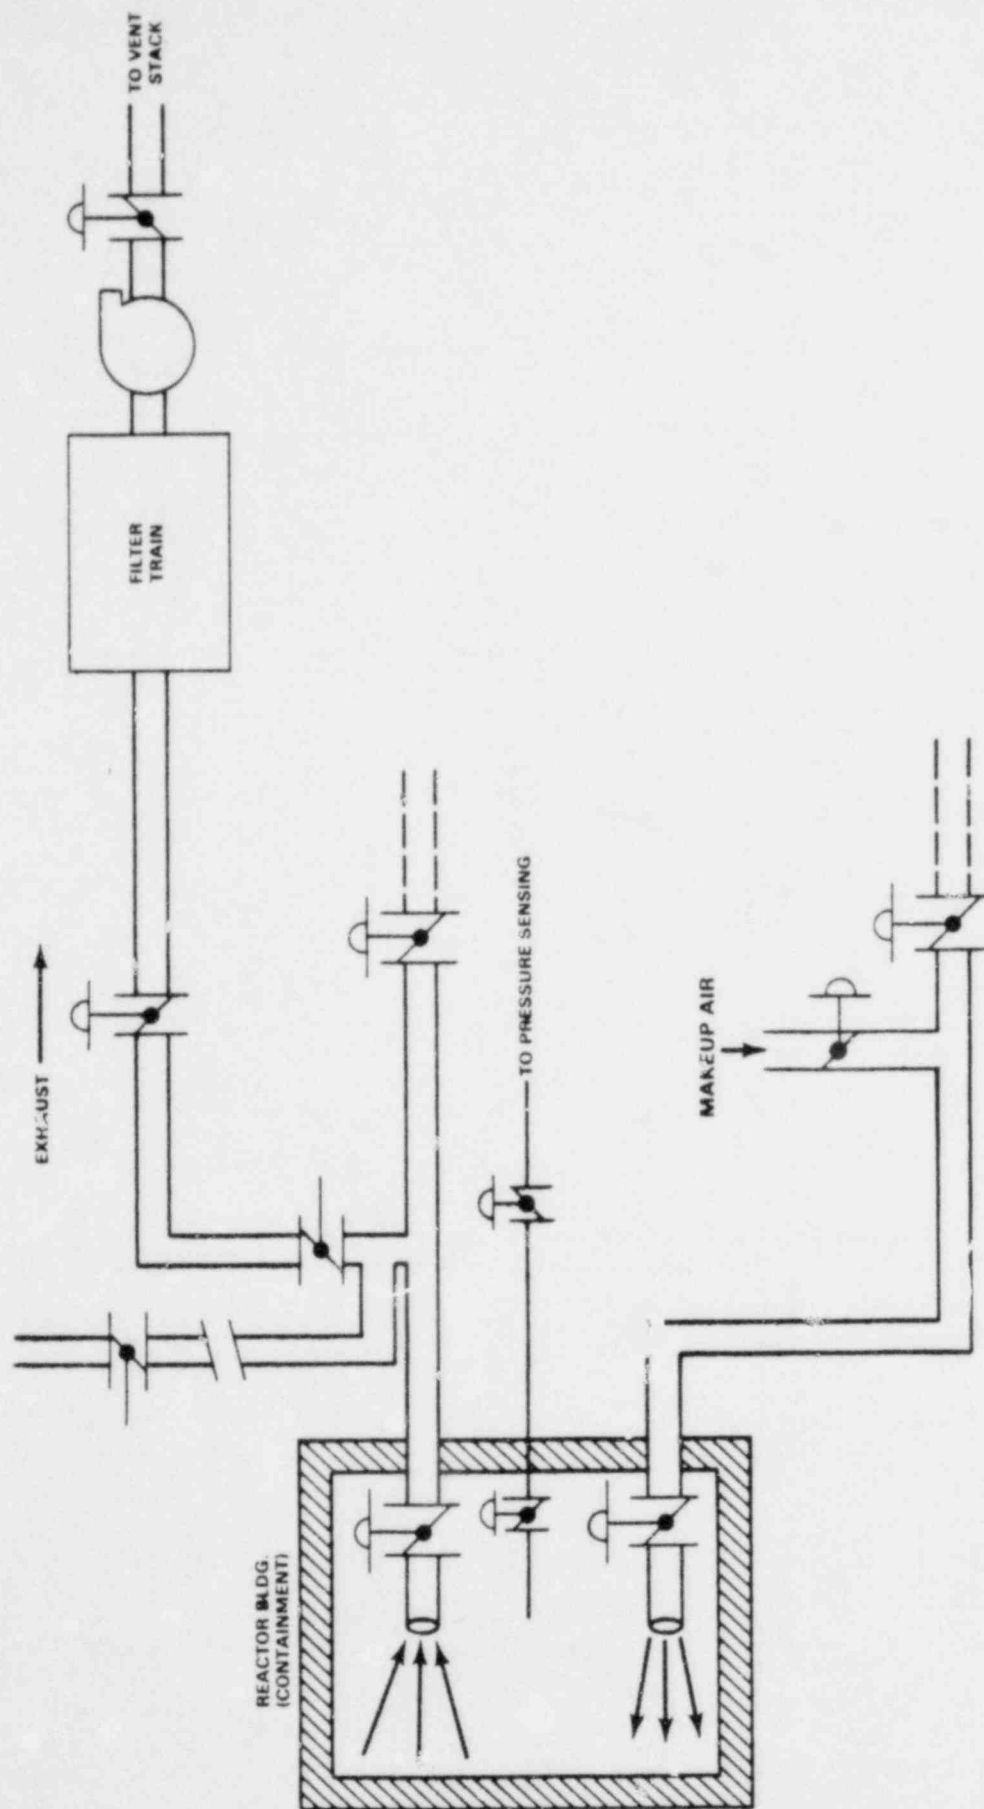 TO VENT
STACK
FILTER
TRAIN
EXHAUST
TO PRESSURE SENSING
MAKEUP AIR
REACTOR BLDG.
(CONTAINMENT)